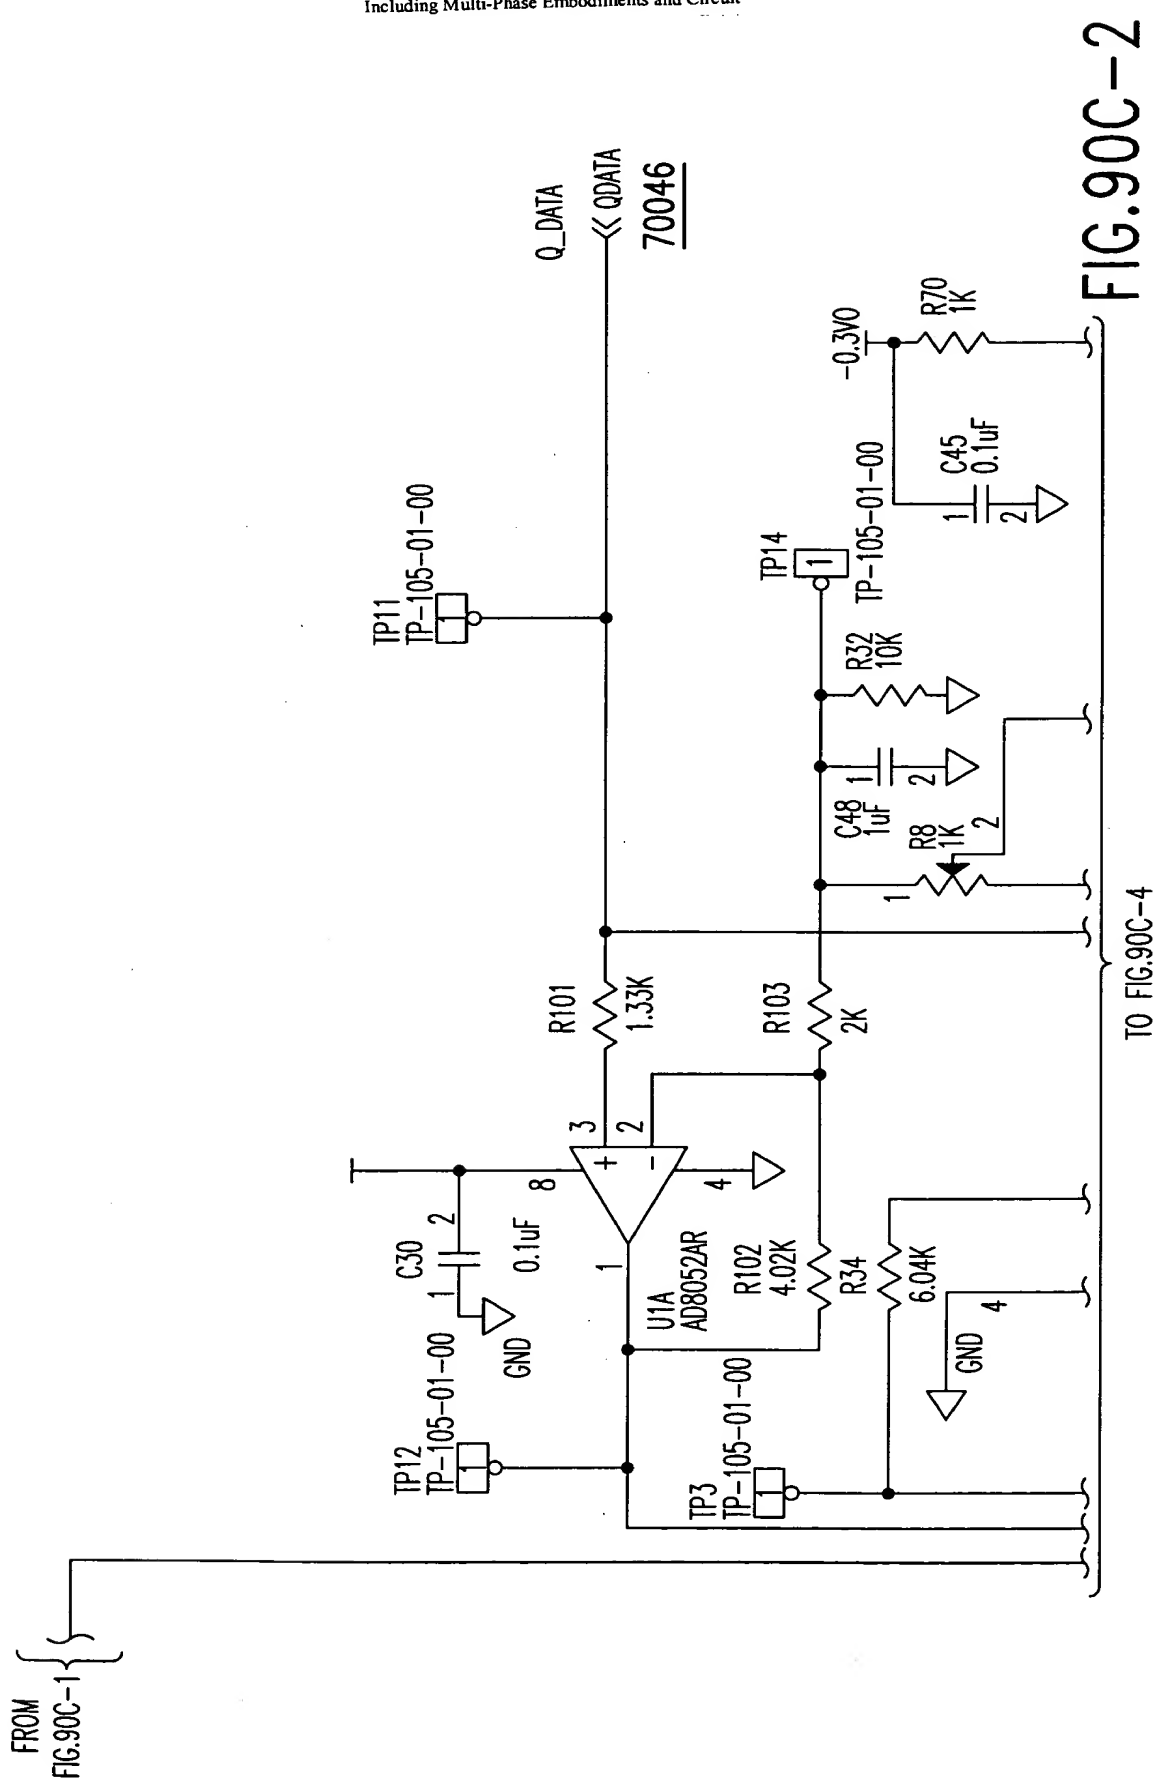 Including Multi-Phase Embodiments and Circuit
FROM
FIG.90C-1
TP12
TP-105-01-00
1
C30
1
2
0.1uF
GND
8
3
+
2
-
4
1
U1A
AD8052AR
R101
1.33K
TP11
TP-105-01-00
1
Q_DATA
QDATA
70046
TP3
TP-105-01-00
1
R102
4.02K
R34
6.04K
GND
4
R103
2K
C48
1uF
1
2
R8
1K
1
2
R32
10K
TP14
1
TP-105-01-00
-0.3VO
C45
0.1uF
1
2
R70
1K
TO FIG.90C-4
FIG.90C-2